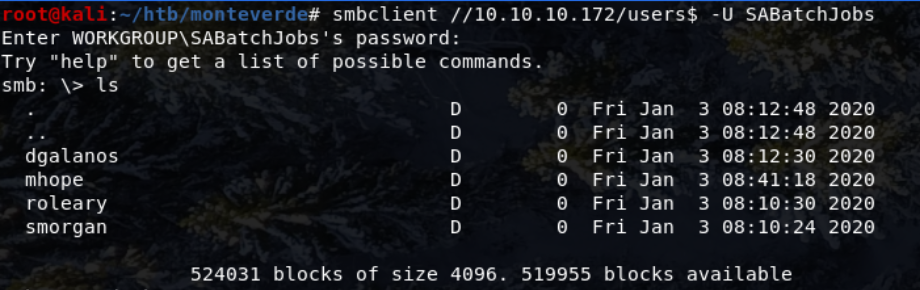 root@kali:~/htb/monteverde# smbclient //10.10.10.172/users$ -U SABatchJobs
Enter WORKGROUP\SABatchJobs's password:
Try "help" to get a list of possible commands.
smb: \> ls
  .                                   D        0  Fri Jan  3 08:12:48 2020
  ..                                  D        0  Fri Jan  3 08:12:48 2020
  dgalanos                            D        0  Fri Jan  3 08:12:30 2020
  mhope                               D        0  Fri Jan  3 08:41:18 2020
  roleary                             D        0  Fri Jan  3 08:10:30 2020
  smorgan                             D        0  Fri Jan  3 08:10:24 2020
                524031 blocks of size 4096. 519955 blocks available